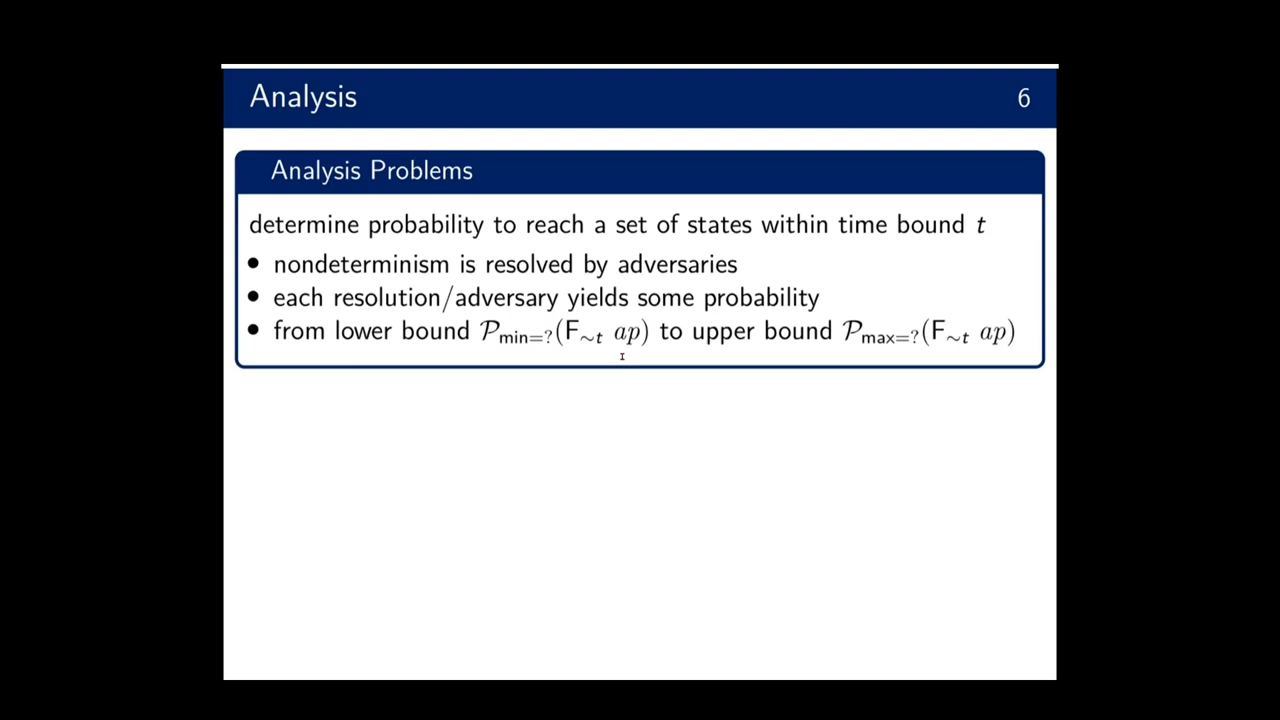 Analysis 6
Analysis Problems
determine probability to reach a set of states within time bound t
• nondeterminism is resolved by adversaries
• each resolution/adversary yields some probability
• from lower bound 𝒫min=?(F∼t ap) to upper bound 𝒫max=?(F∼t ap)